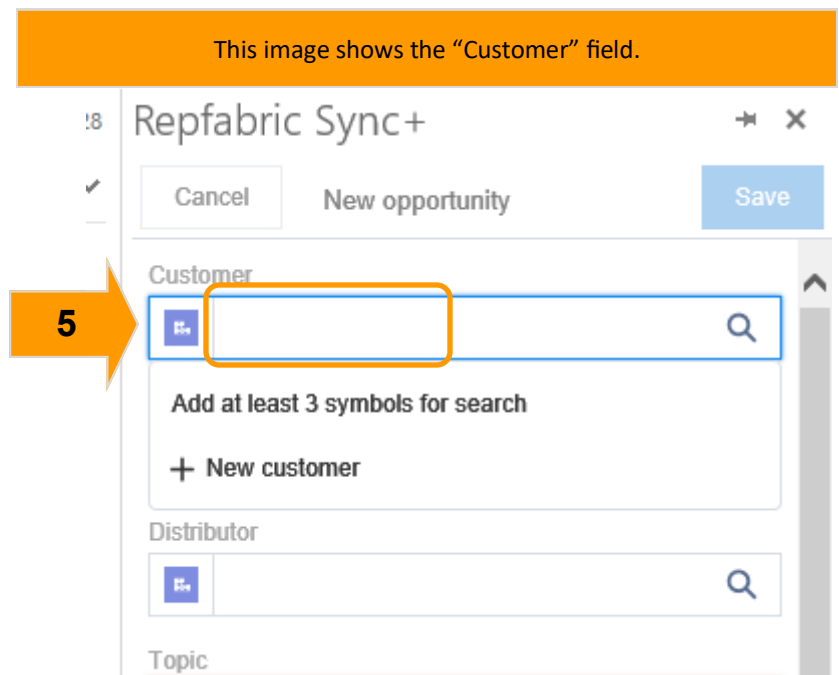 This image shows the “Customer” field.
28
Repfabric Sync+
Cancel New opportunity Save
Customer
5
Add at least 3 symbols for search
+ New customer
Distributor
Topic